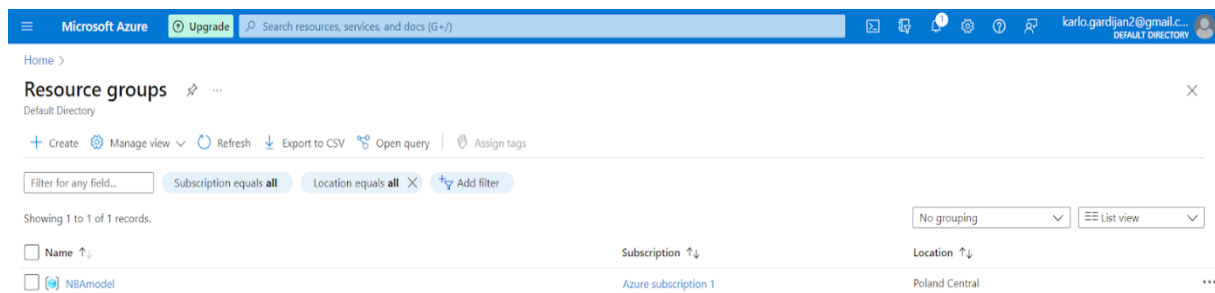 Microsoft Azure Upgrade Search resources, services, and docs (G+/) 1 karlo.gardijan2@gmail.c...
DEFAULT DIRECTORY
Home >
Resource groups ...
Default Directory
Create Manage view Refresh Export to CSV Open query Assign tags
Filter for any field... Subscription equals all Location equals all Add filter
Showing 1 to 1 of 1 records. No grouping List view
Name Subscription Location
NBAmodel Azure subscription 1 Poland Central ...